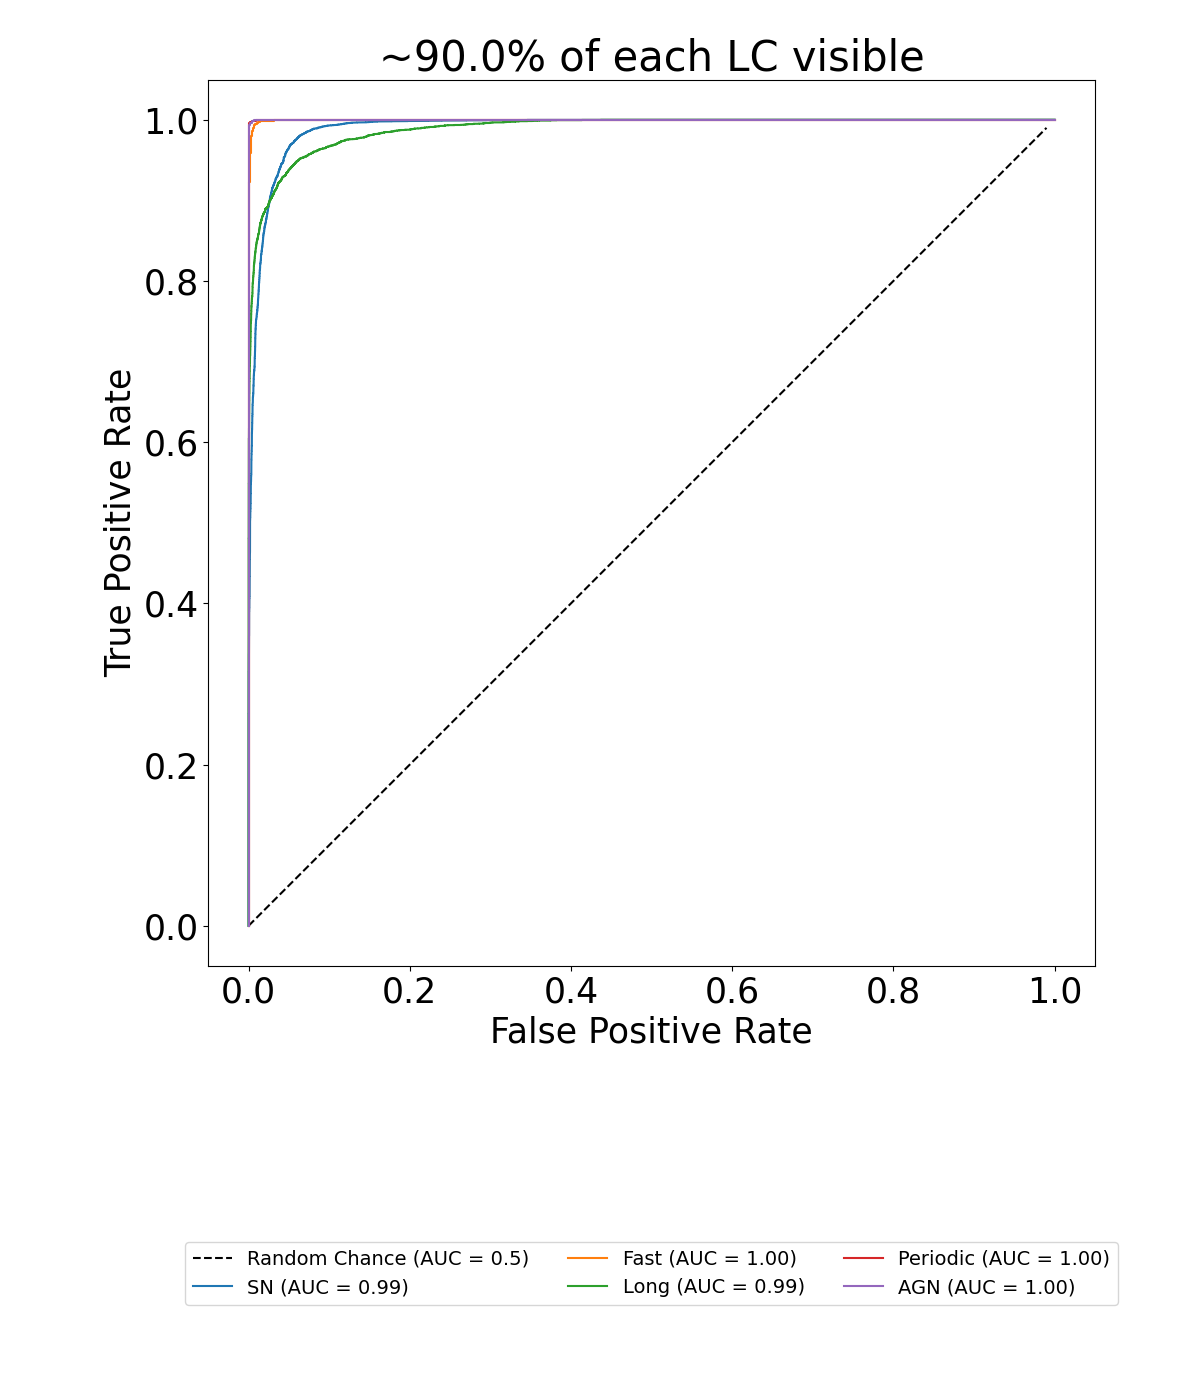 ~90.0% of each LC visible
1.0
0.8
0.6
0.4
0.2
0.0
True Positive Rate
0.0 0.2 0.4 0.6 0.8 1.0
False Positive Rate
Random Chance (AUC = 0.5) Fast (AUC = 1.00) Periodic (AUC = 1.00)
SN (AUC = 0.99) Long (AUC = 0.99) AGN (AUC = 1.00)